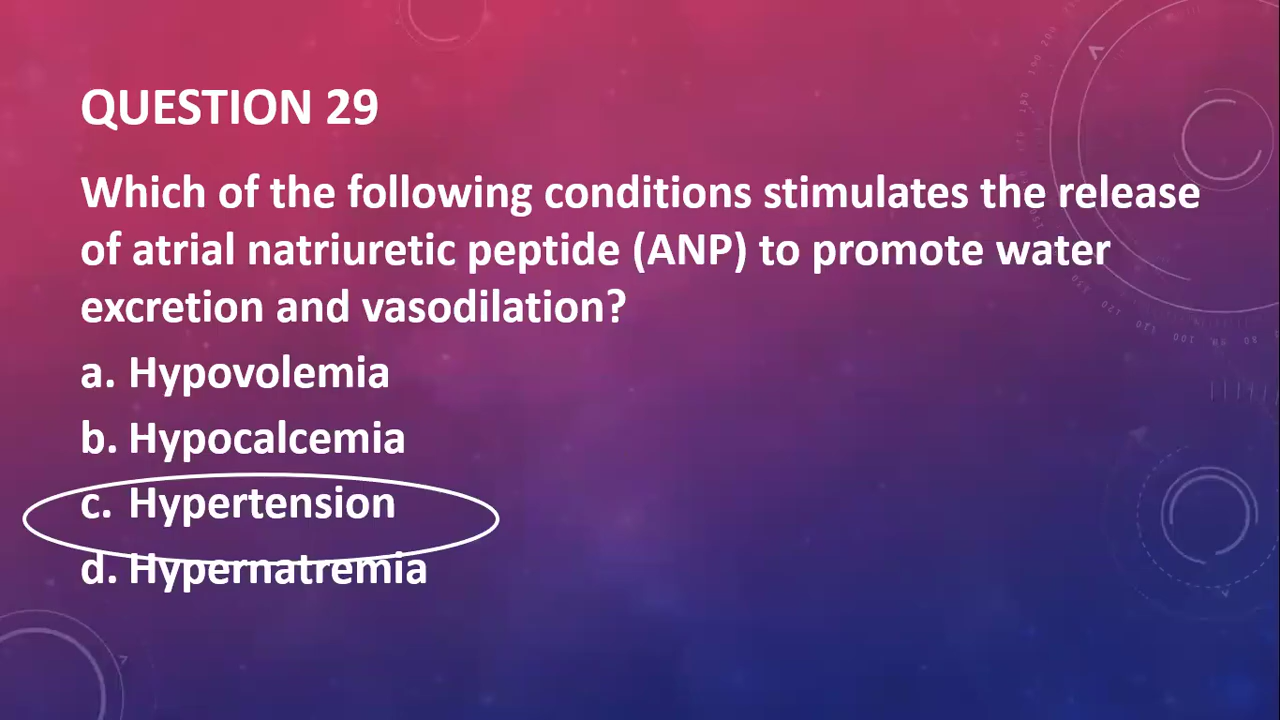 QUESTION 29
Which of the following conditions stimulates the release
of atrial natriuretic peptide (ANP) to promote water
excretion and vasodilation?
a. Hypovolemia
b. Hypocalcemia
c. Hypertension
d. Hypernatremia